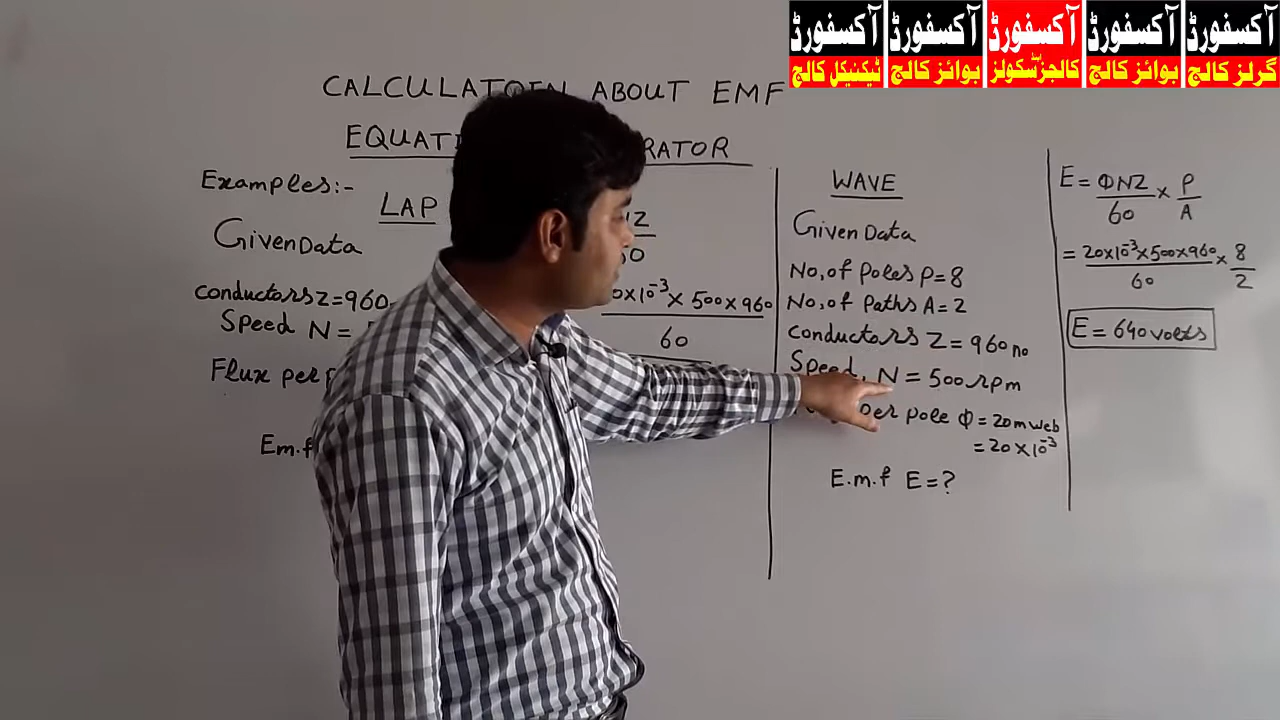 آکسفورڈ آکسفورڈ آکسفورڈ آکسفورڈ آکسفورڈ
ٹیکنیکل کالج بوائز کالج کالجز سکولز بوائز کالج گرلز کالج
CALCULATOIN ABOUT EMF
EQUAT RATOR
Examples:-
LAP
Given Data
conductors Z=960
Speed N =
Flux per
E m.f
NZ
60
0x10⁻³ x 500 x 960
60
WAVE
Given Data
No, of poles P=8
No, of Paths A=2
conductors Z = 960 no
Speed, N = 500 rpm
per pole Φ = 20 m web
= 20 x 10⁻³
E.m.f E=?
E = ΦNZ/60 x P/A
= 20x10⁻³x500x960/60 x 8/2
E = 640 volts